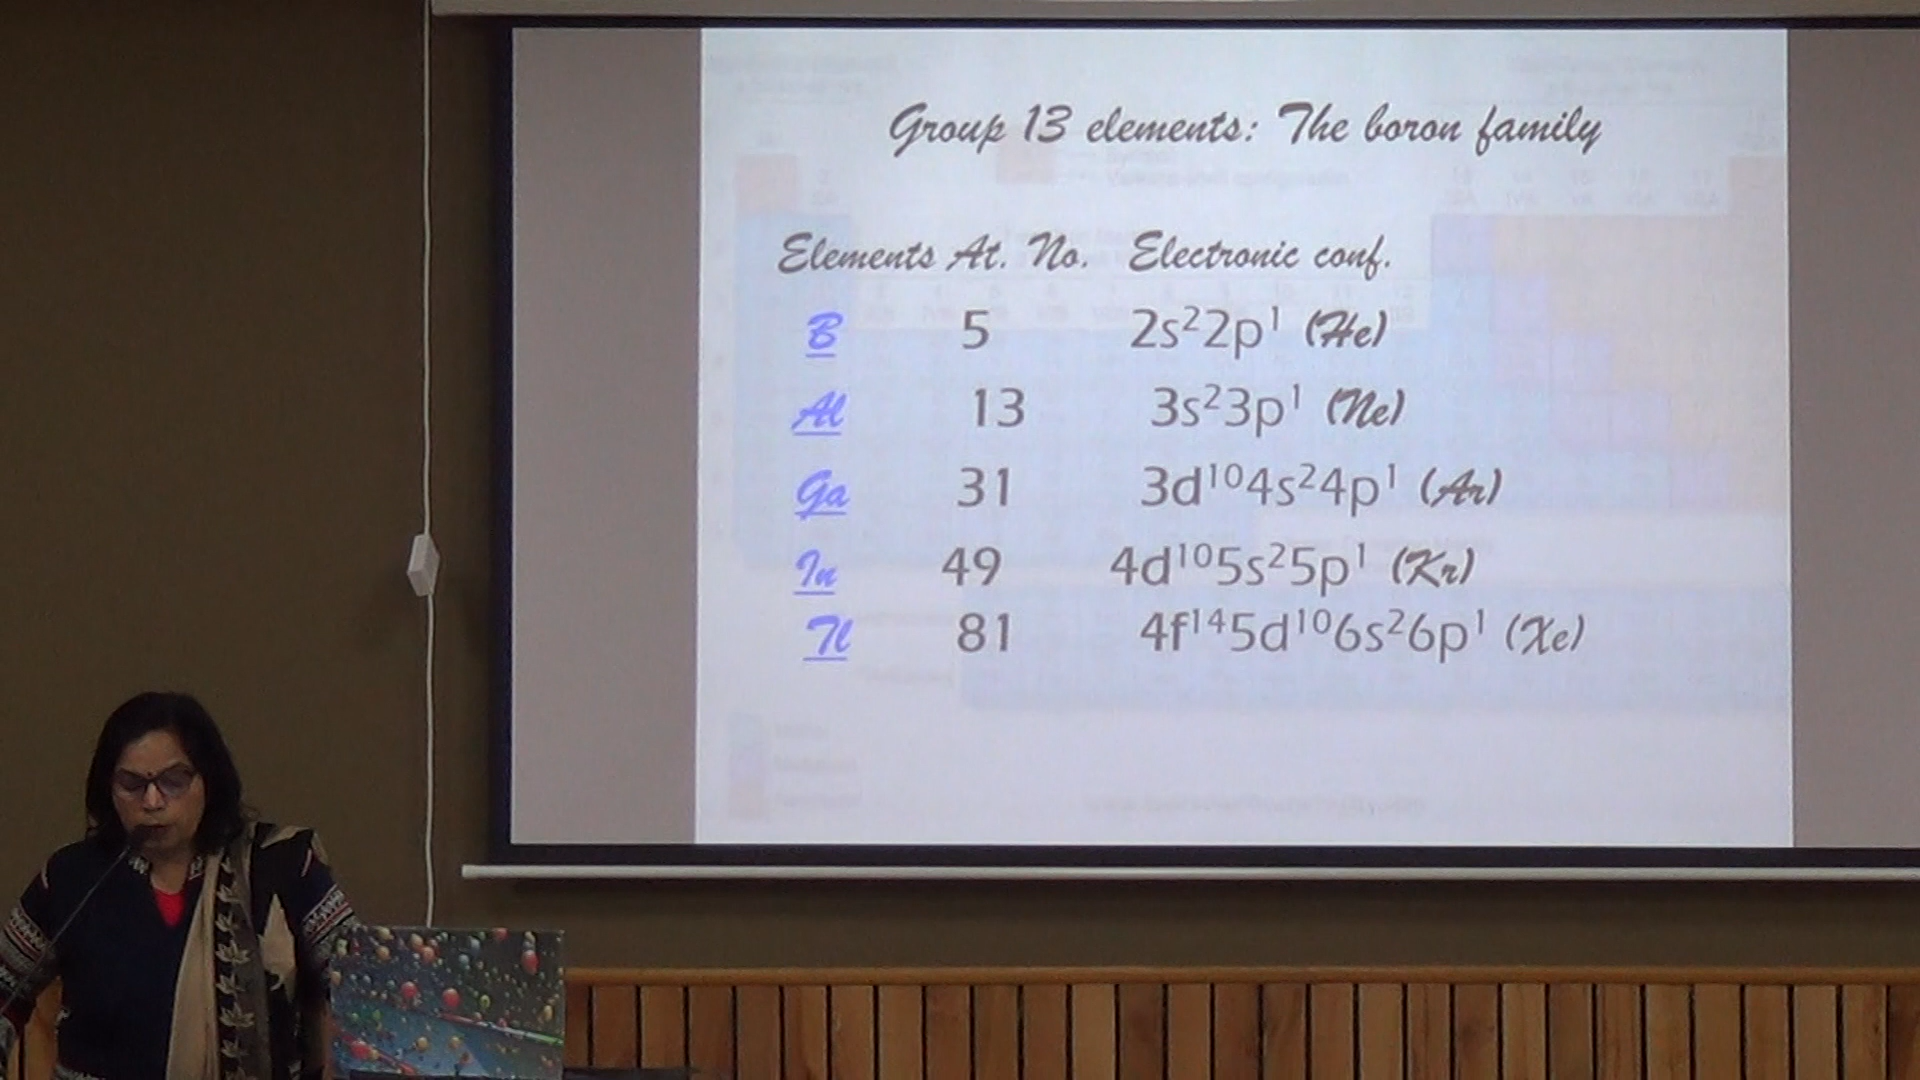 Group 13 elements: The boron family
Elements At. No. Electronic conf.
B 5 2s²2p¹ (He)
Al 13 3s²3p¹ (Ne)
Ga 31 3d¹⁰4s²4p¹ (Ar)
In 49 4d¹⁰5s²5p¹ (Kr)
Tl 81 4f¹⁴5d¹⁰6s²6p¹ (Xe)